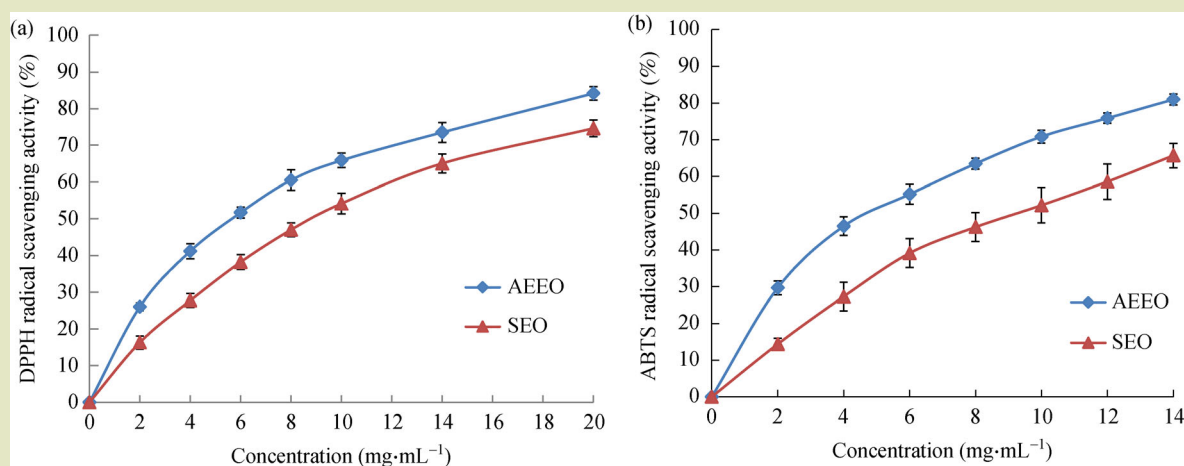 (a)
DPPH radical scavenging activity (%)
100
90
80
70
60
50
40
30
20
10
0
0 2 4 6 8 10 12 14 16 18 20
Concentration (mg·mL⁻¹)
AEEO
SEO
(b)
ABTS radical scavenging activity (%)
100
90
80
70
60
50
40
30
20
10
0
0 2 4 6 8 10 12 14
Concentration (mg·mL⁻¹)
AEEO
SEO